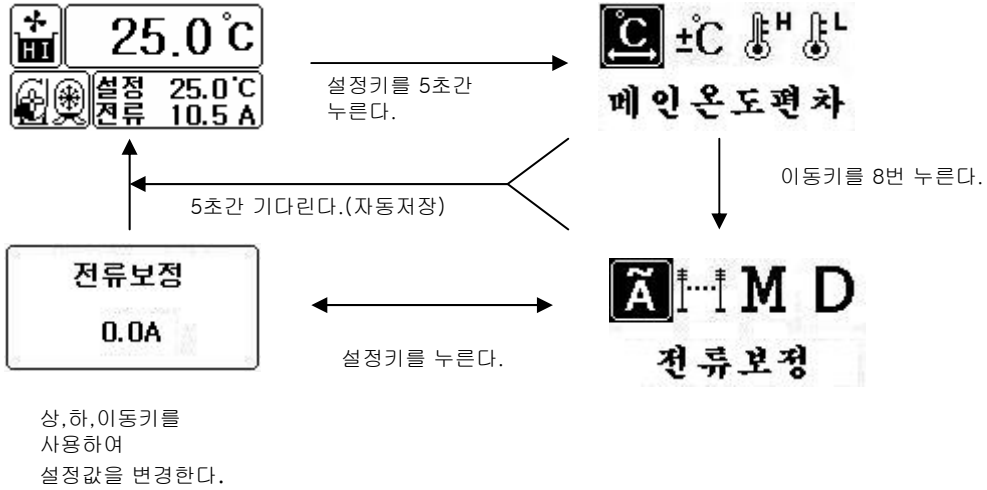 HI
25.0℃
설정 25.0℃
전류 10.5 A
설정키를 5초간
누른다.
℃ ±℃ H L
메인온도편차
이동키를 8번 누른다.
5초간 기다린다.(자동저장)
전류보정
0.0A
설정키를 누른다.
Ã M D
전류보정
상,하,이동키를
사용하여
설정값을 변경한다.